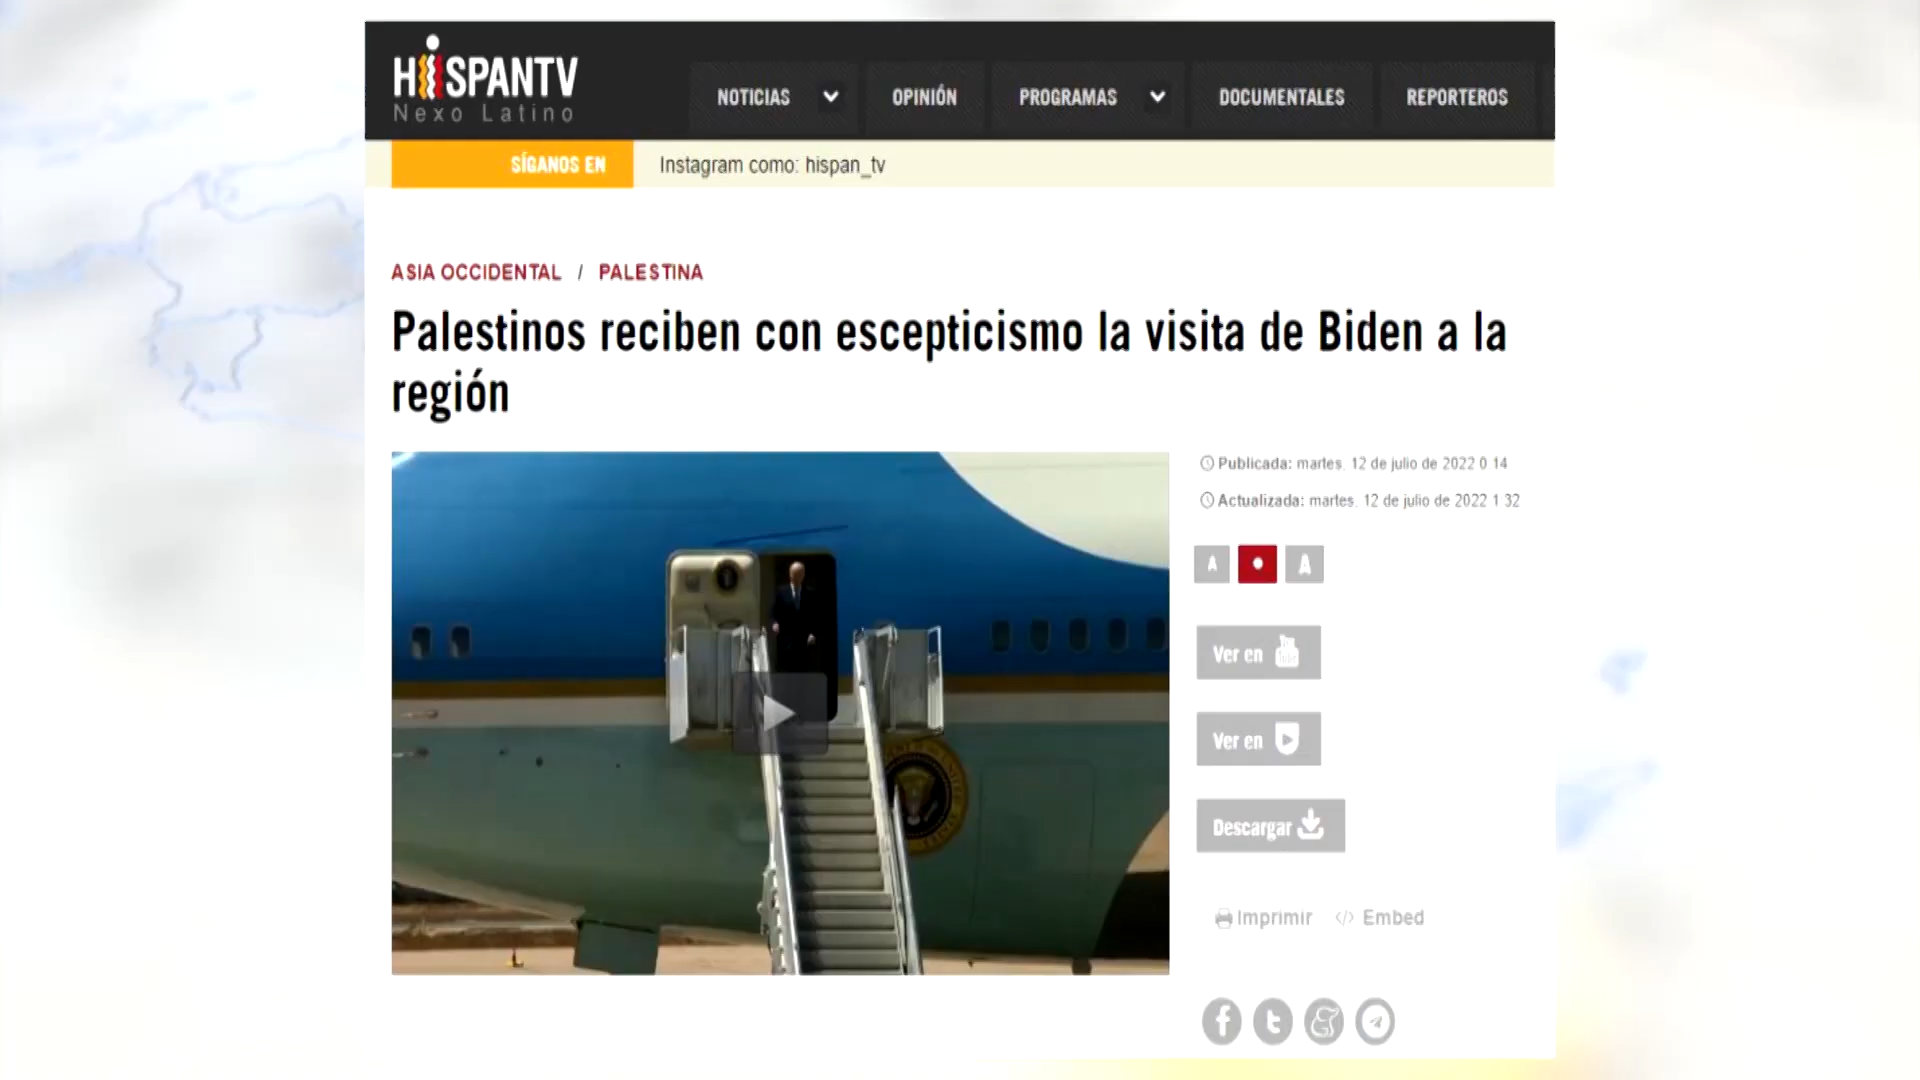 HISPANTV
Nexo Latino
NOTICIAS
OPINIÓN
PROGRAMAS
DOCUMENTALES
REPORTEROS
SÍGANOS EN
Instagram como: hispan_tv
ASIA OCCIDENTAL / PALESTINA
Palestinos reciben con escepticismo la visita de Biden a la
región
Publicada: martes. 12 de julio de 2022 0 14
Actualizada: martes. 12 de julio de 2022 1 32
A A
Ver en You Tube
Ver en
Descargar
Imprimir </> Embed